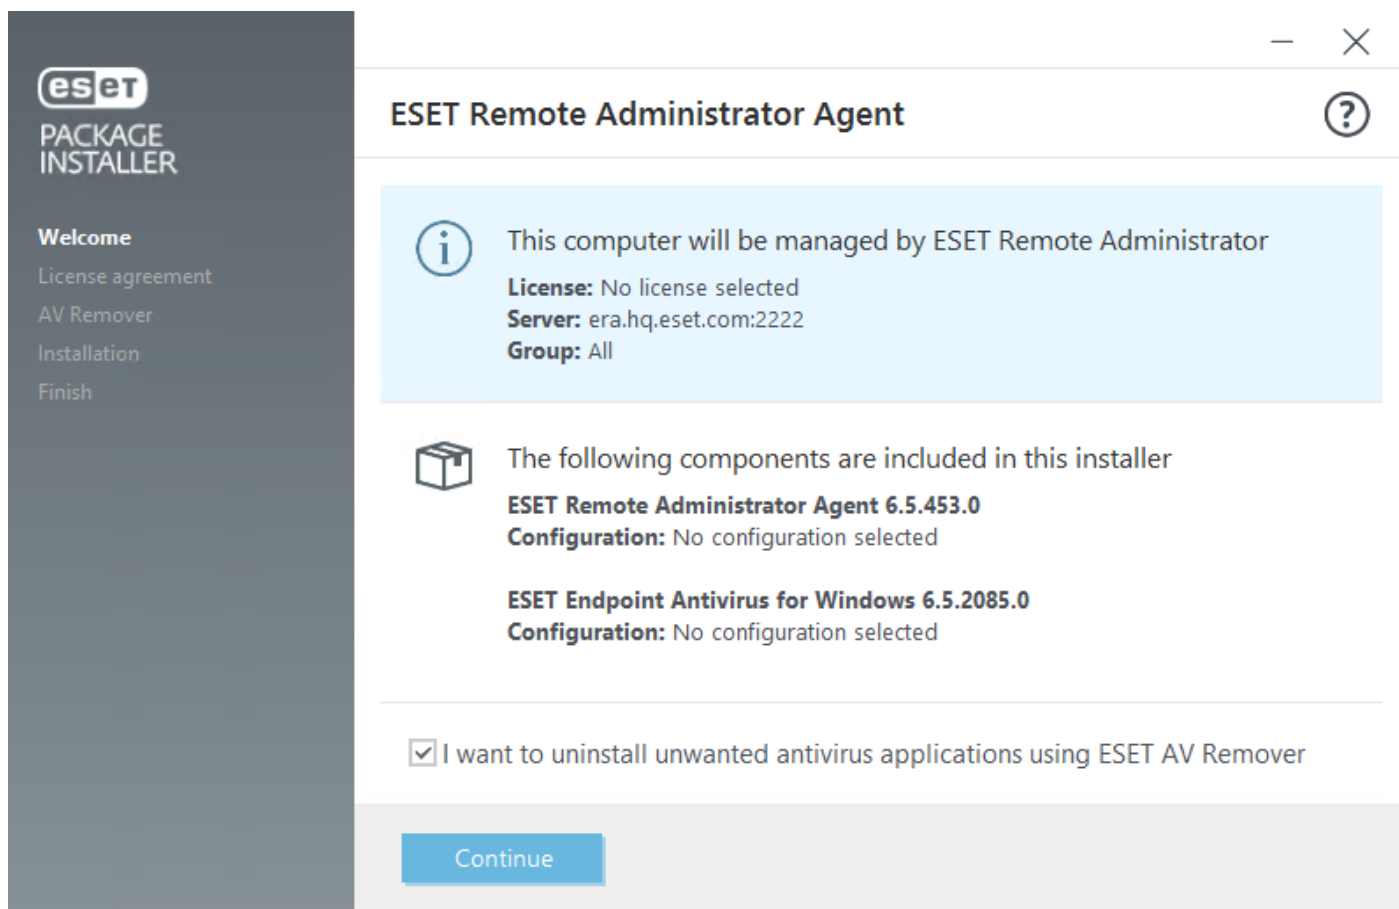 eset
PACKAGE
INSTALLER
Welcome
License agreement
AV Remover
Installation
Finish
ESET Remote Administrator Agent
?
i
This computer will be managed by ESET Remote Administrator
License: No license selected
Server: era.hq.eset.com:2222
Group: All
The following components are included in this installer
ESET Remote Administrator Agent 6.5.453.0
Configuration: No configuration selected
ESET Endpoint Antivirus for Windows 6.5.2085.0
Configuration: No configuration selected
I want to uninstall unwanted antivirus applications using ESET AV Remover
Continue